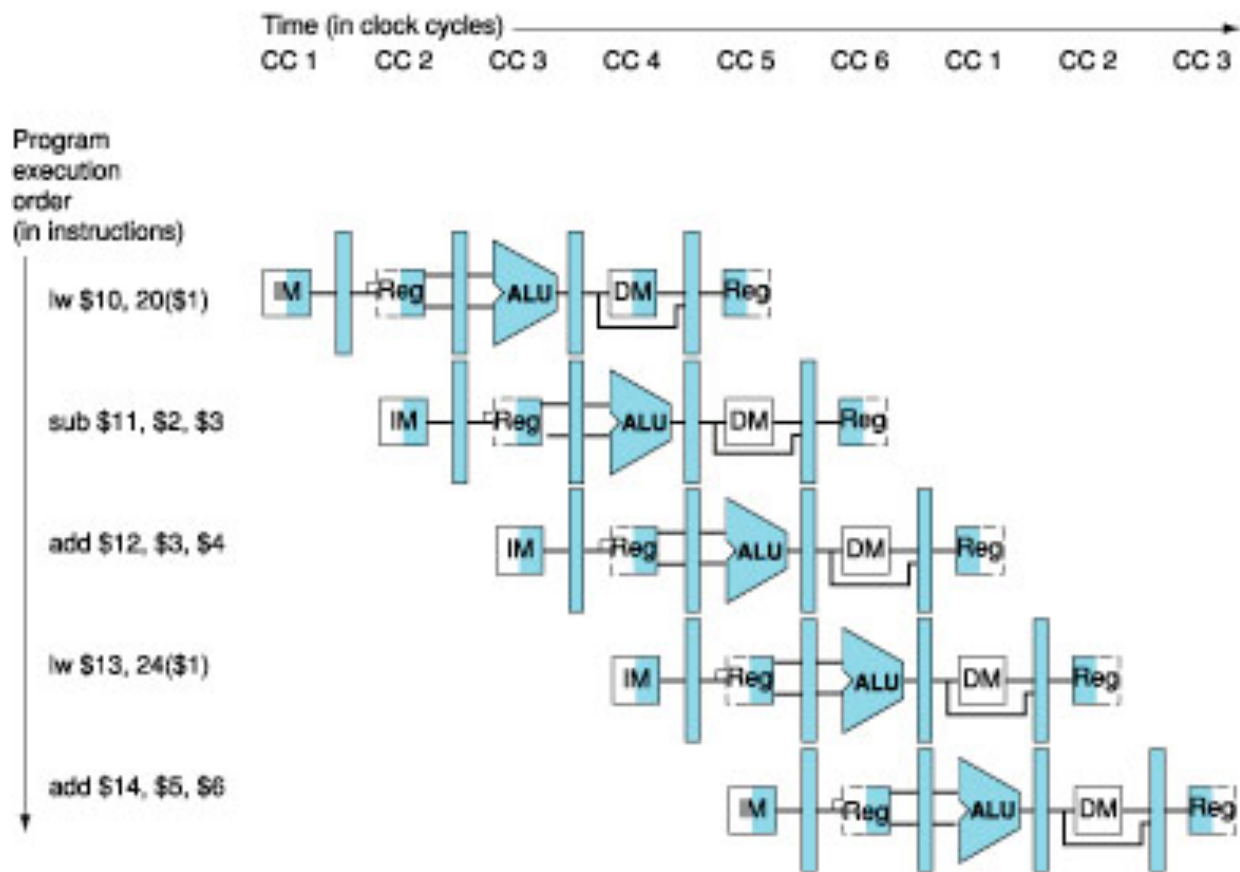 Time (in clock cycles)
CC 1 CC 2 CC 3 CC 4 CC 5 CC 6 CC 1 CC 2 CC 3
Program
execution
order
(in instructions)
lw $10, 20($1)
IM Reg ALU DM Reg
sub $11, $2, $3
IM Reg ALU DM Reg
add $12, $3, $4
IM Reg ALU DM Reg
lw $13, 24($1)
IM Reg ALU DM Reg
add $14, $5, $6
IM Reg ALU DM Reg